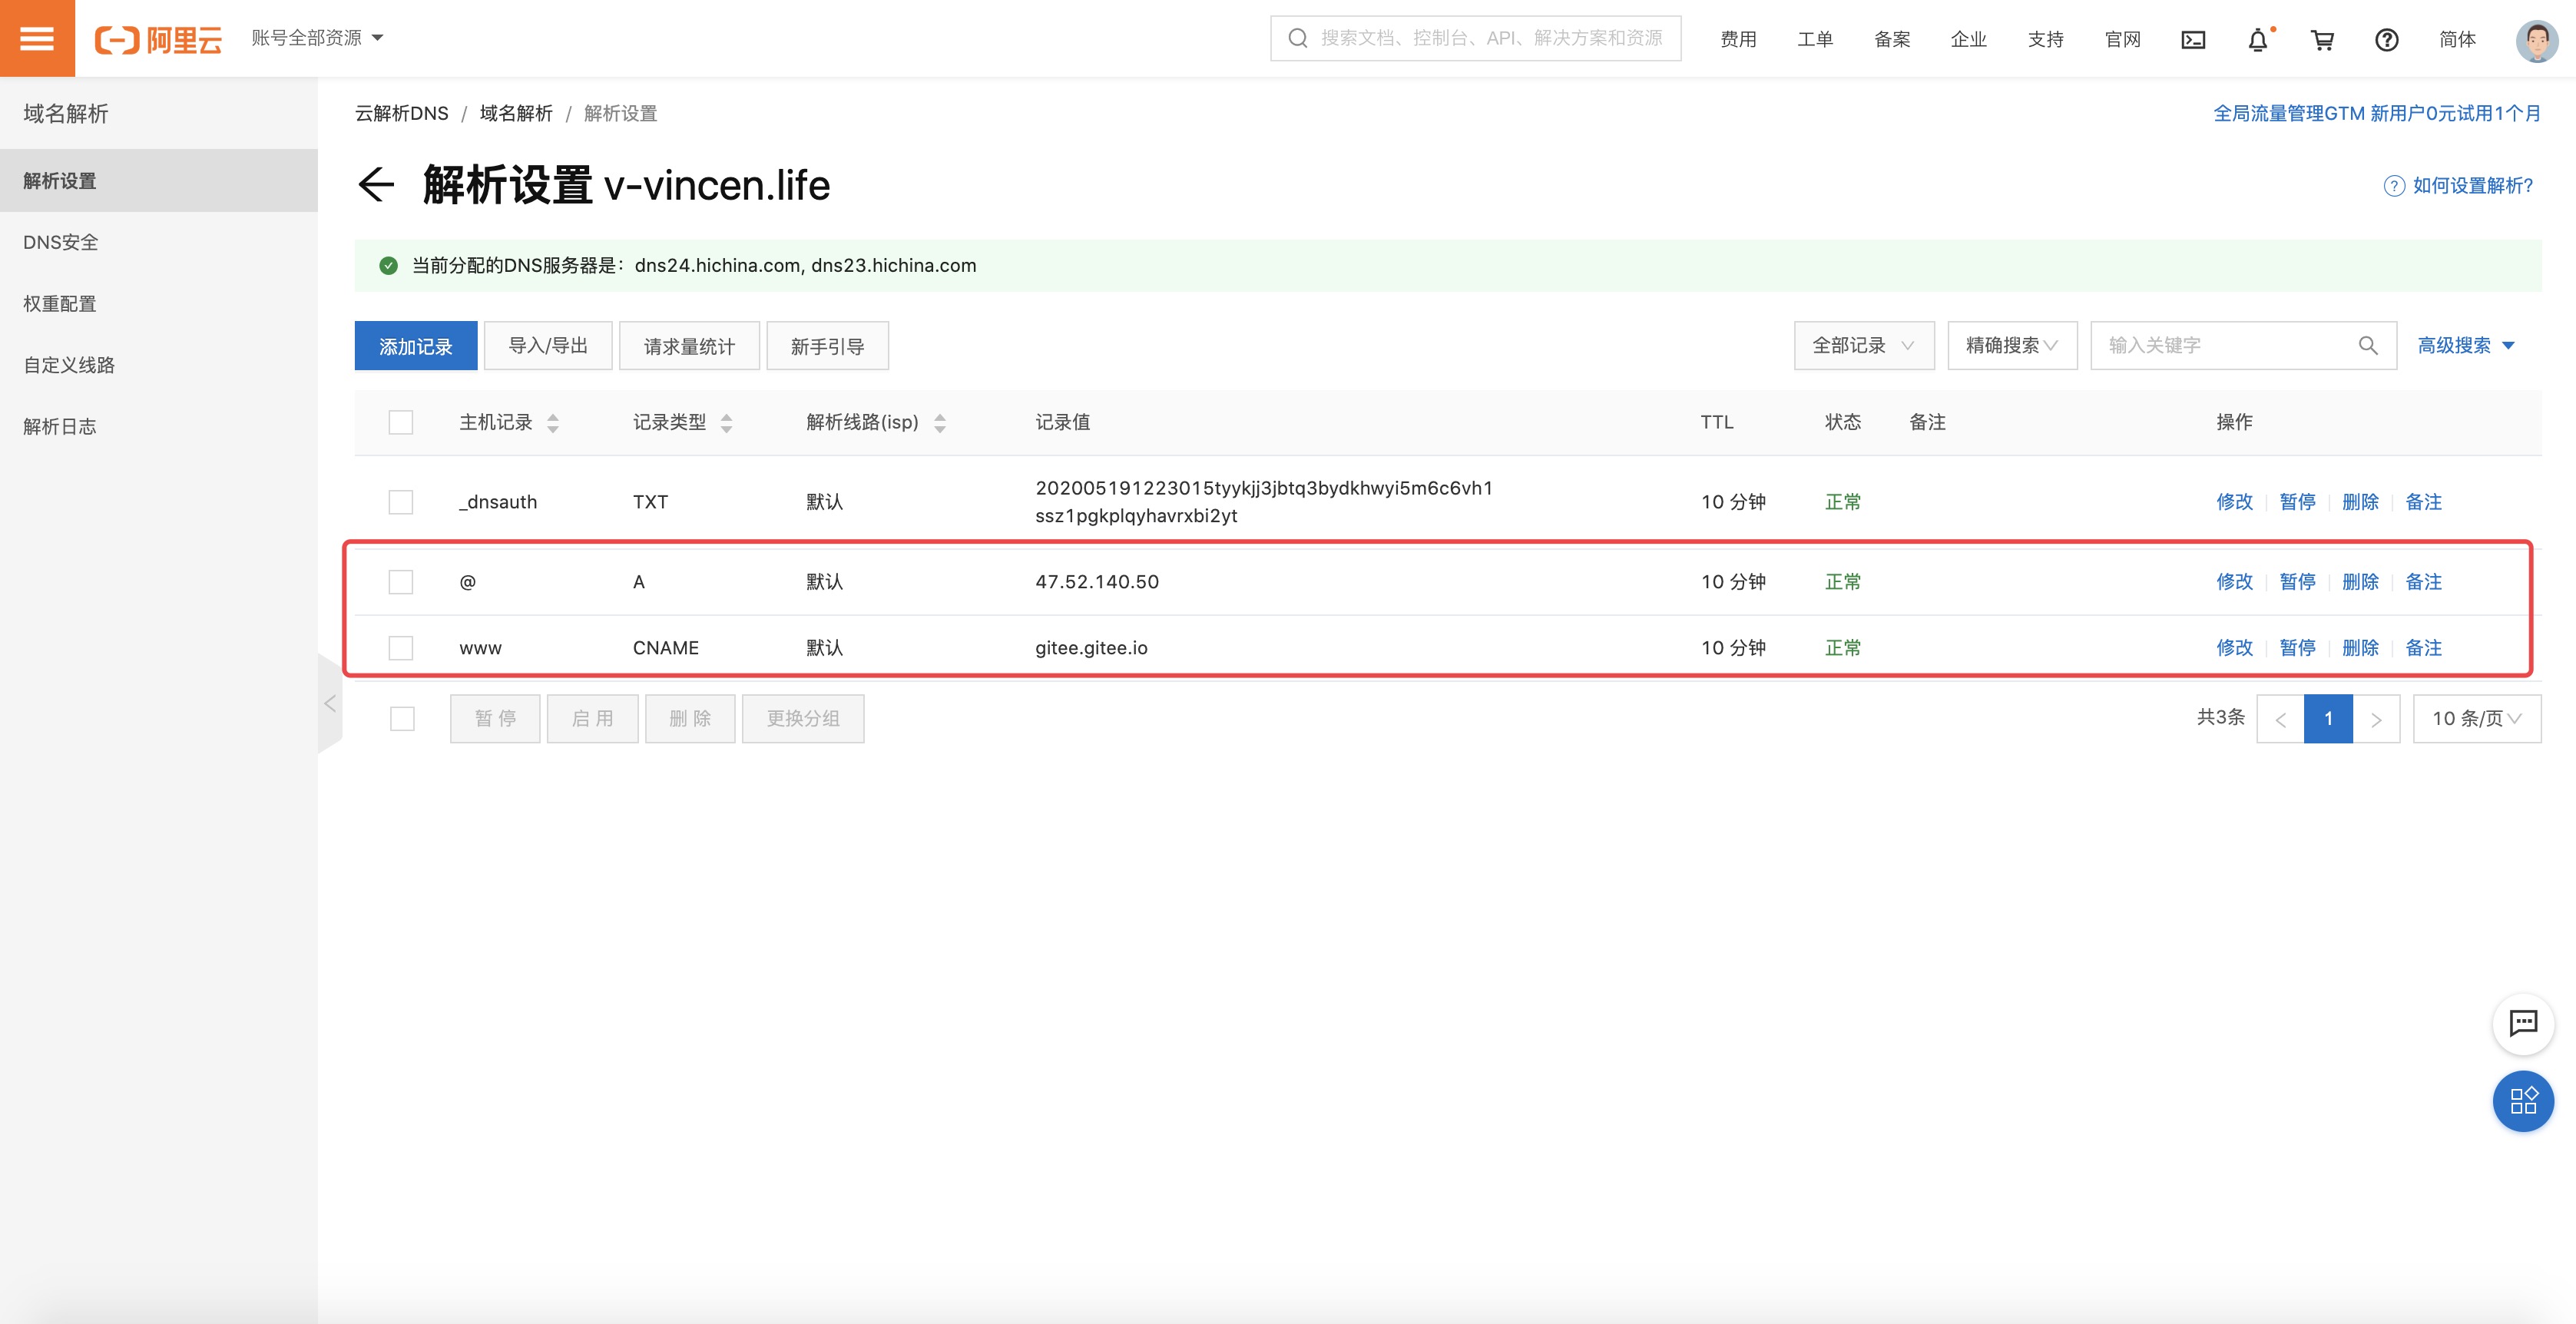 阿里云
账号全部资源
搜索文档、控制台、API、解决方案和资源
费用 工单 备案 企业 支持 官网 简体
域名解析
解析设置
DNS安全
权重配置
自定义线路
解析日志
云解析DNS / 域名解析 / 解析设置
全局流量管理GTM 新用户0元试用1个月
解析设置 v-vincen.life
如何设置解析?
当前分配的DNS服务器是：dns24.hichina.com, dns23.hichina.com
添加记录 导入/导出 请求量统计 新手引导 全部记录 精确搜索 输入关键字 高级搜索
主机记录 记录类型 解析线路(isp) 记录值 TTL 状态 备注 操作
_dnsauth TXT 默认 202005191223015tyykjj3jbtq3bydkhwyi5m6c6vh1
ssz1pgkplqyhavrxbi2yt 10 分钟 正常 修改 暂停 删除 备注
@ A 默认 47.52.140.50 10 分钟 正常 修改 暂停 删除 备注
www CNAME 默认 gitee.gitee.io 10 分钟 正常 修改 暂停 删除 备注
暂 停 启 用 删 除 更换分组 共3条 < 1 > 10 条/页